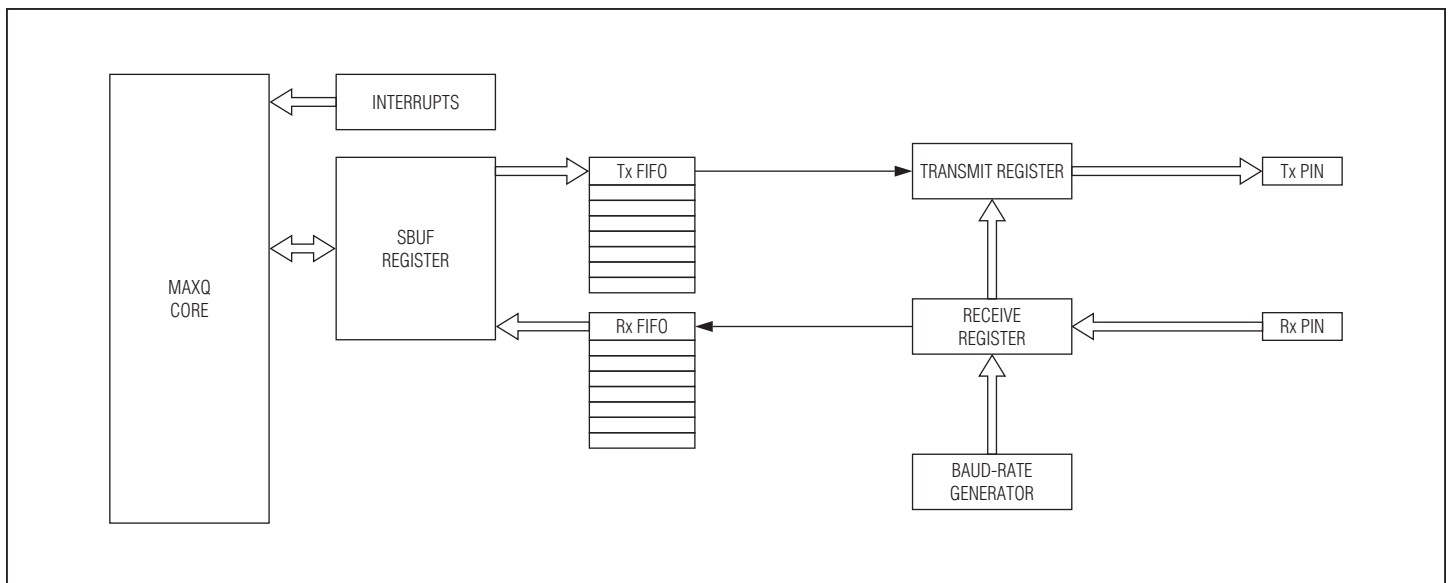 INTERRUPTS
MAXQ
CORE
SBUF
REGISTER
Tx FIFO
TRANSMIT REGISTER
Tx PIN
Rx FIFO
RECEIVE
REGISTER
Rx PIN
BAUD-RATE
GENERATOR